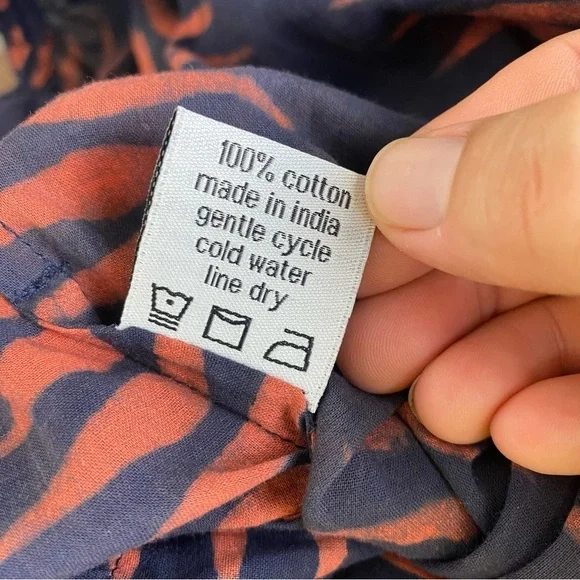 100% cotton
made in india
gentle cycle
cold water
line dry